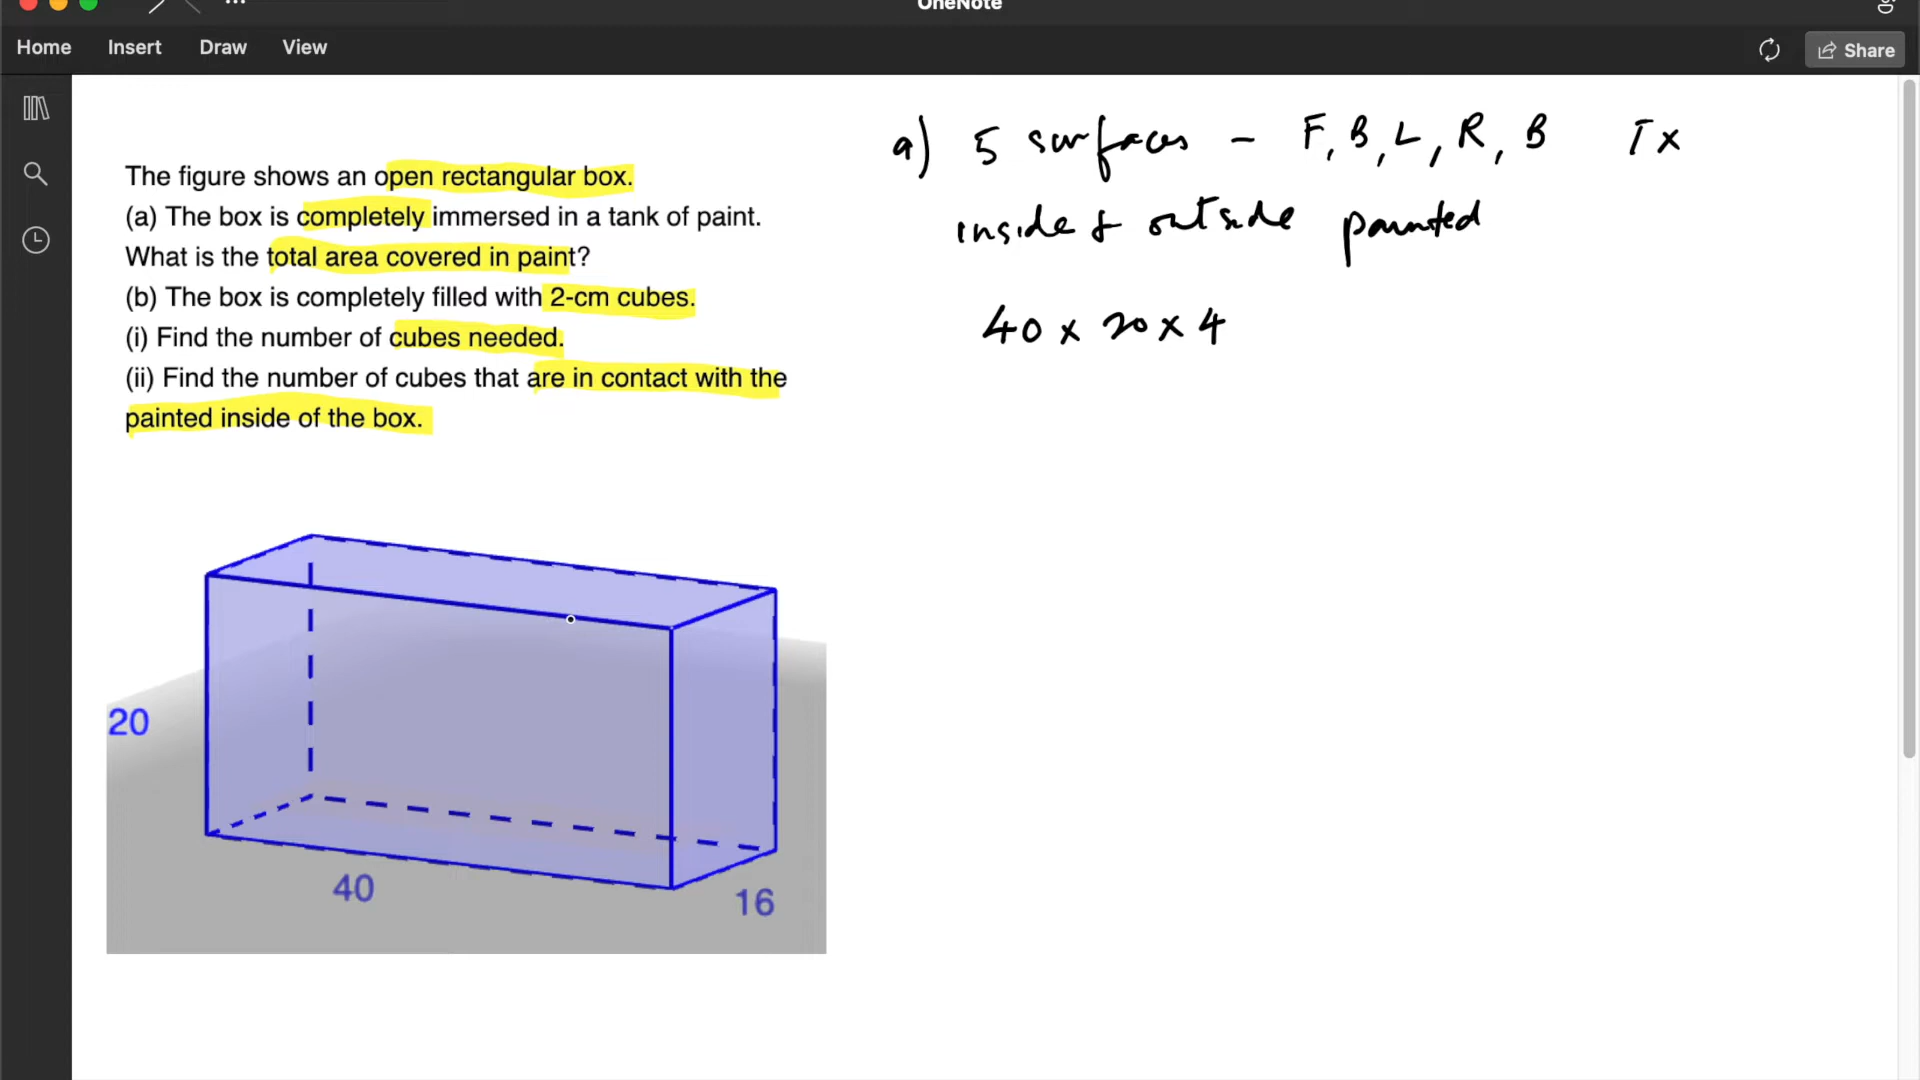 OneNote
Home Insert Draw View Share
The figure shows an open rectangular box.
(a) The box is completely immersed in a tank of paint.
What is the total area covered in paint?
(b) The box is completely filled with 2-cm cubes.
(i) Find the number of cubes needed.
(ii) Find the number of cubes that are in contact with the
painted inside of the box.
20
40
16
a) 5 surfaces - F, B, L, R, B T x
inside & outside painted
40 x 20 x 4